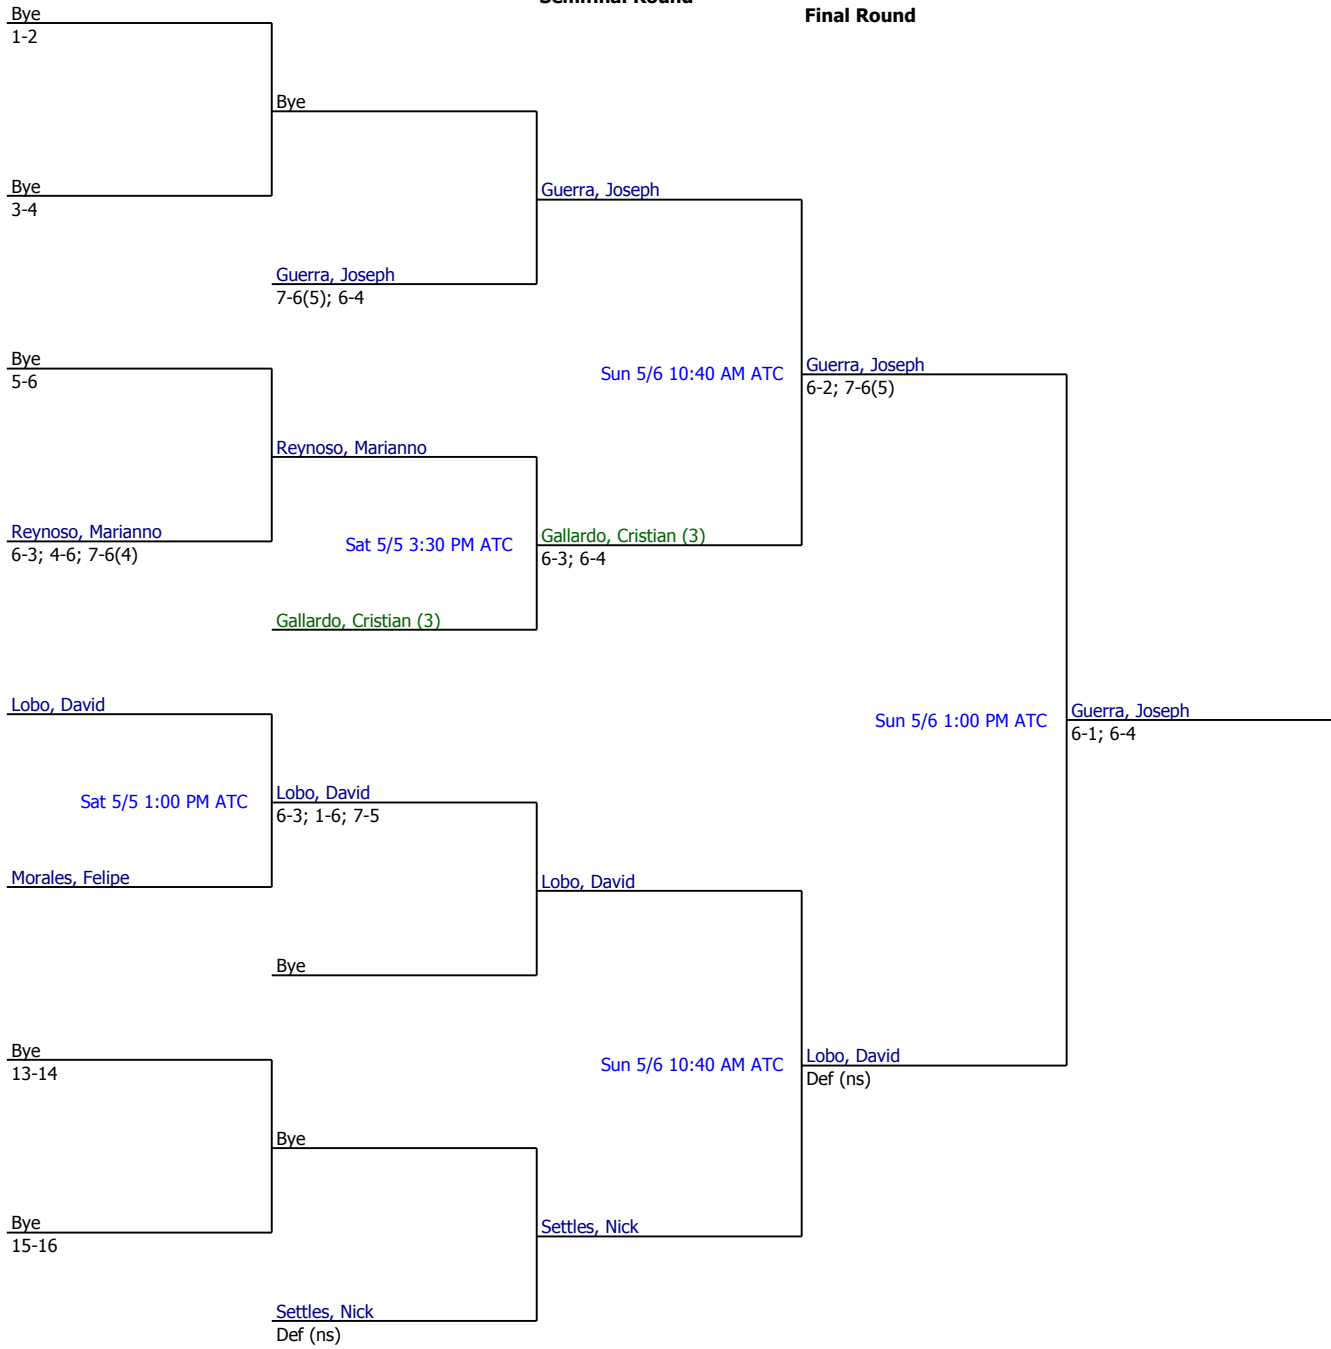 Semifinal Round
Final Round
Bye
1-2
Bye
Bye
3-4
Guerra, Joseph
Guerra, Joseph
7-6(5); 6-4
Bye
5-6
Sun 5/6 10:40 AM ATC
Guerra, Joseph
6-2; 7-6(5)
Reynoso, Marianno
Reynoso, Marianno
6-3; 4-6; 7-6(4)
Sat 5/5 3:30 PM ATC
Gallardo, Cristian (3)
6-3; 6-4
Gallardo, Cristian (3)
Lobo, David
Sun 5/6 1:00 PM ATC
Guerra, Joseph
6-1; 6-4
Sat 5/5 1:00 PM ATC
Lobo, David
6-3; 1-6; 7-5
Morales, Felipe
Lobo, David
Bye
Bye
13-14
Sun 5/6 10:40 AM ATC
Lobo, David
Def (ns)
Bye
Bye
15-16
Settles, Nick
Settles, Nick
Def (ns)